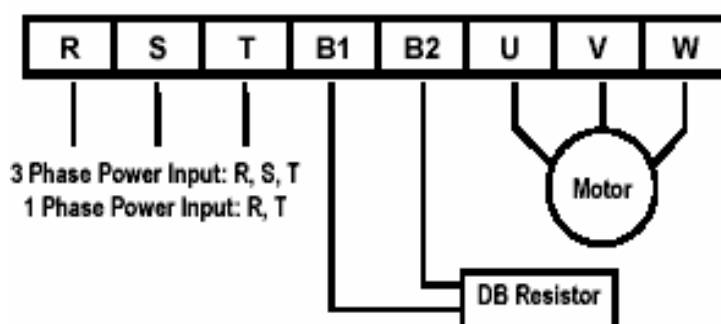 R S T B1 B2 U V W
3 Phase Power Input: R, S, T
1 Phase Power Input: R, T
Motor
DB Resistor